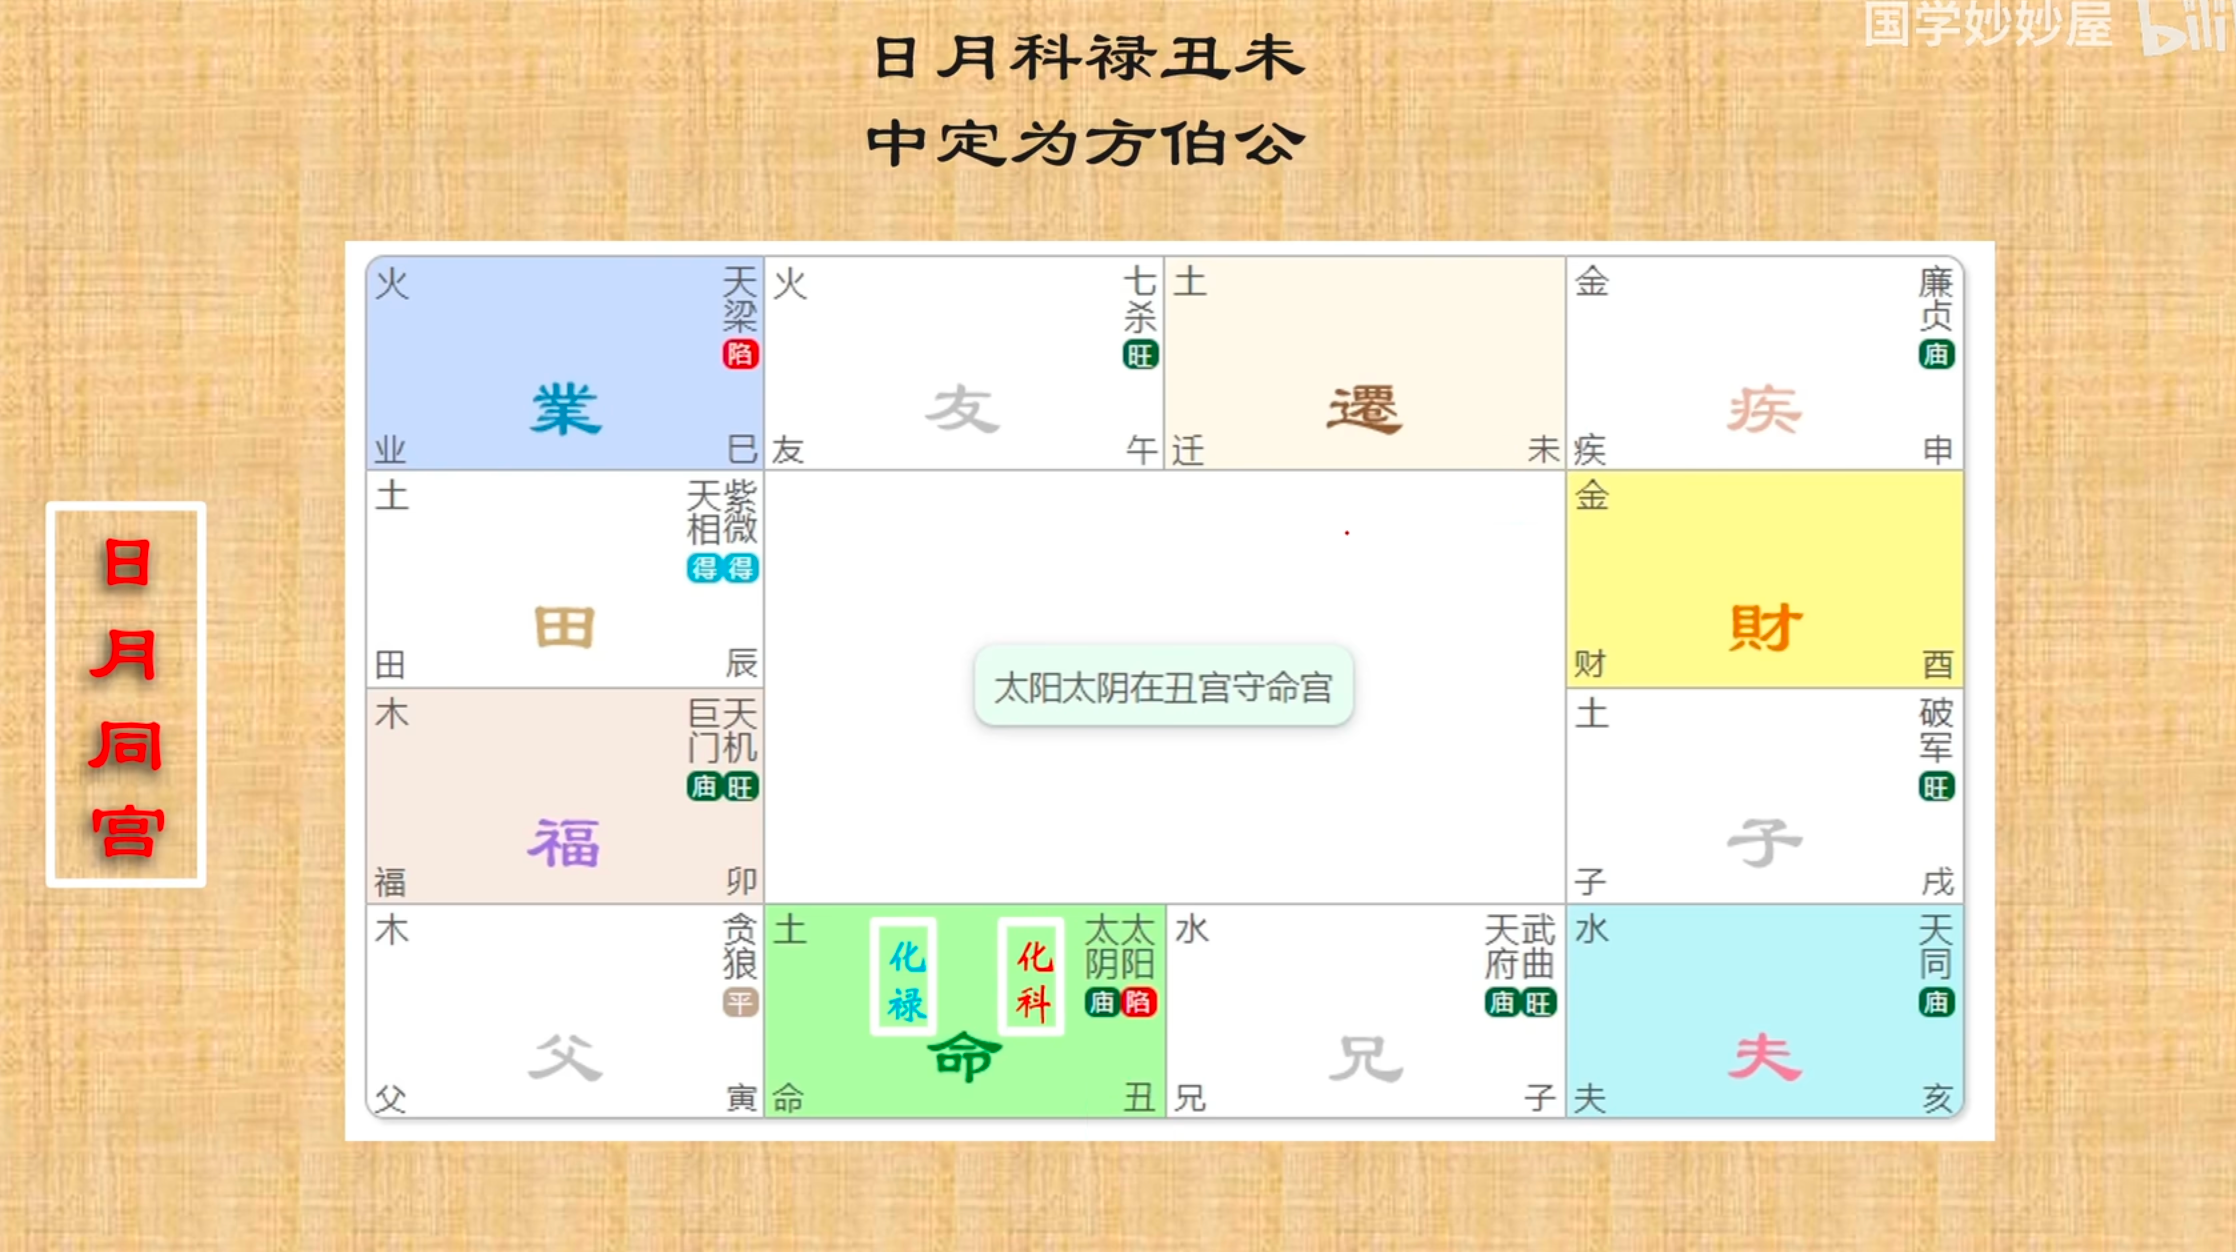 国学妙妙屋 bili
日月科禄丑未
中定为方伯公
日月同宫
火 天梁 陷
業
业 巳
火 七杀 旺
友
友 午
土
遷
迁 未
金 廉贞 庙
疾
疾 申
土 天相 紫微 得 得
田
田 辰
太阳太阴在丑宫守命宫
金
財
财 酉
木 巨门 天机 庙 旺
福
福 卯
土 破军 旺
子
子 戌
木 贪狼 平
父
父 寅
土 化禄 化科 太阴 太阳 庙 陷
命
命 丑
水 天府 武曲 庙 旺
兄
兄 子
水 天同 庙
夫
夫 亥